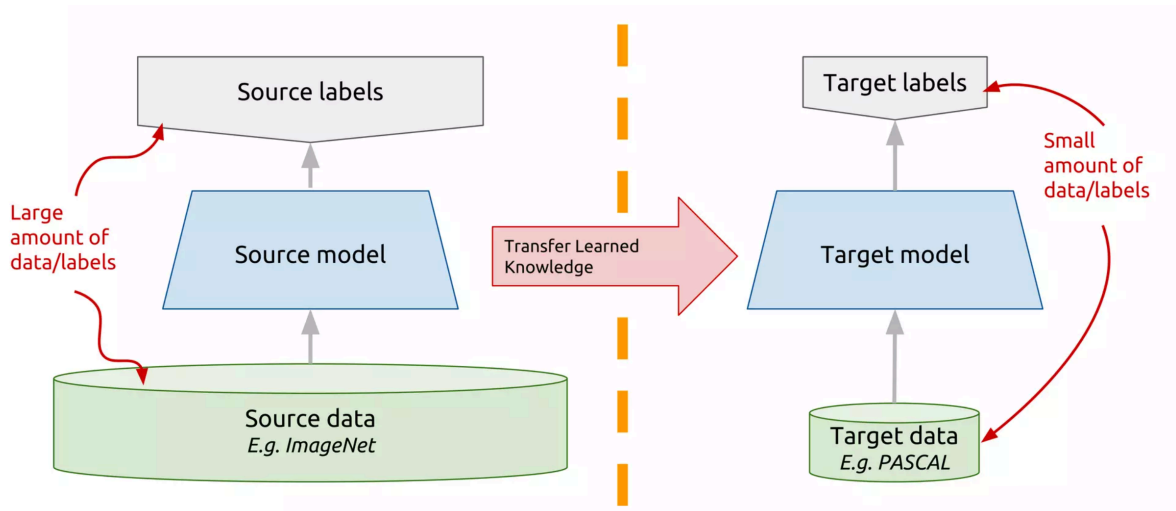 Source labels
Large
amount of
data/labels
Source model
Source data
E.g. ImageNet
Transfer Learned
Knowledge
Target labels
Small
amount of
data/labels
Target model
Target data
E.g. PASCAL